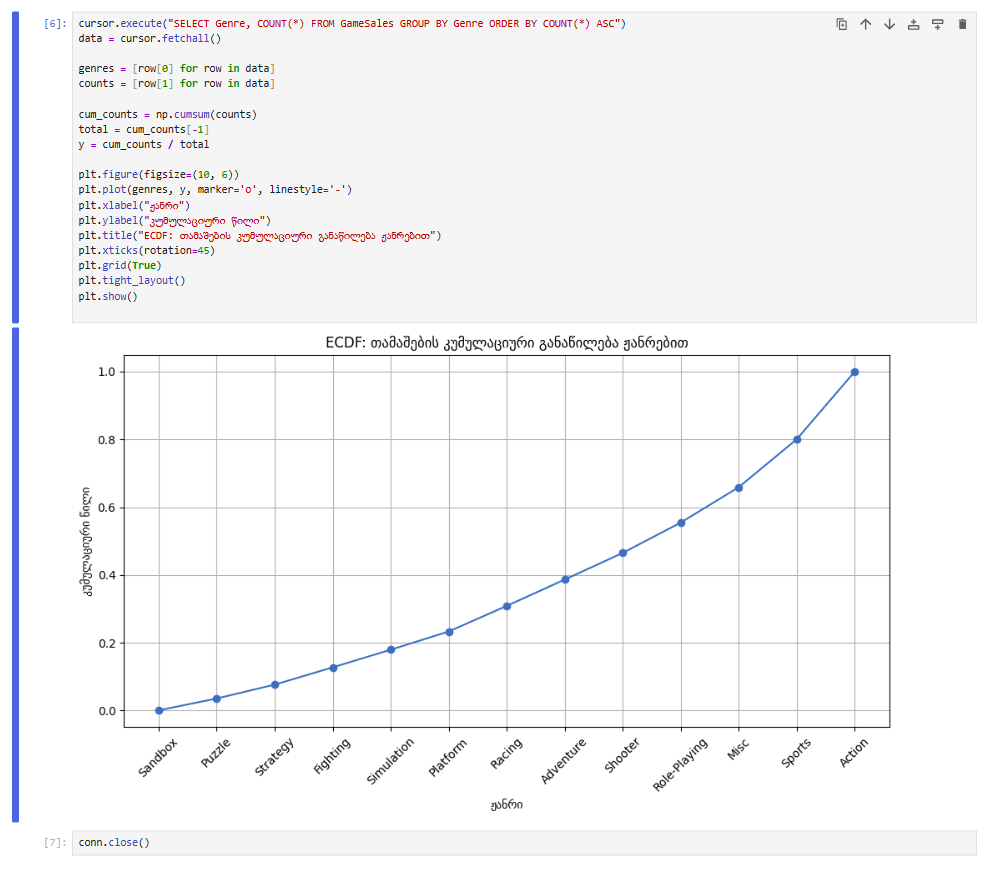 [6]: cursor.execute("SELECT Genre, COUNT(*) FROM GameSales GROUP BY Genre ORDER BY COUNT(*) ASC")
data = cursor.fetchall()
genres = [row[0] for row in data]
counts = [row[1] for row in data]
cum_counts = np.cumsum(counts)
total = cum_counts[-1]
y = cum_counts / total
plt.figure(figsize=(10, 6))
plt.plot(genres, y, marker='o', linestyle='-')
plt.xlabel("ჟანრი")
plt.ylabel("კუმულაციური წილი")
plt.title("ECDF: თამაშების კუმულაციური განაწილება ჟანრებით")
plt.xticks(rotation=45)
plt.grid(True)
plt.tight_layout()
plt.show()
ECDF: თამაშების კუმულაციური განაწილება ჟანრებით
კუმულაციური წილი
1.0
0.8
0.6
0.4
0.2
0.0
Sandbox
Puzzle
Strategy
Fighting
Simulation
Platform
Racing
Adventure
Shooter
Role-Playing
Misc
Sports
Action
ჟანრი
[7]: conn.close()